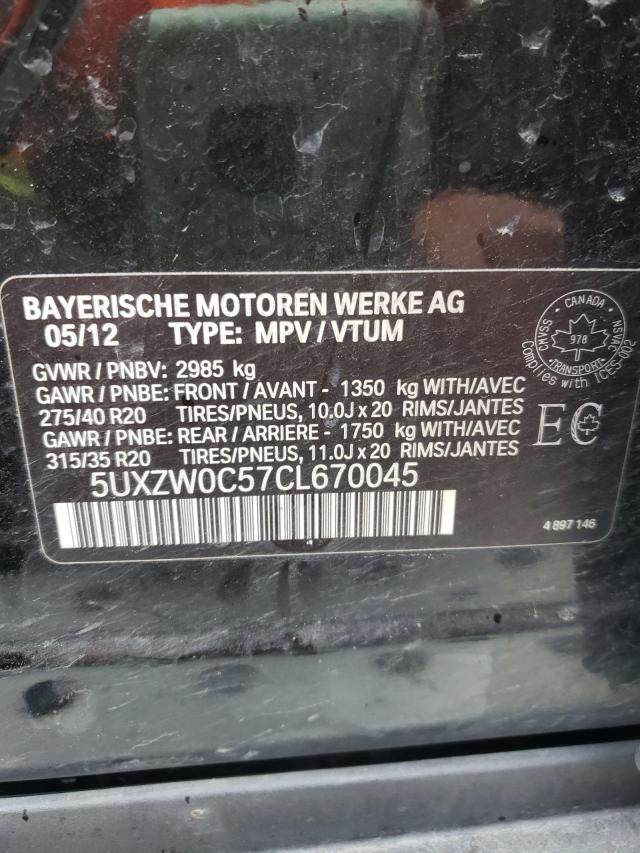 BAYERISCHE MOTOREN WERKE AG
05/12 TYPE: MPV / VTUM
GVWR / PNBV: 2985 kg
GAWR / PNBE: FRONT / AVANT - 1350 kg WITH/AVEC
275/40 R20 TIRES/PNEUS, 10.0J x 20 RIMS/JANTES
GAWR / PNBE: REAR / ARRIERE - 1750 kg WITH/AVEC
315/35 R20 TIRES/PNEUS, 11.0J x 20 RIMS/JANTES
5UXZW0C57CL670045
CANADA
CMVSS NSVAC
978
TRANSPORT
Complies with ICES-002
EC
4 897 146